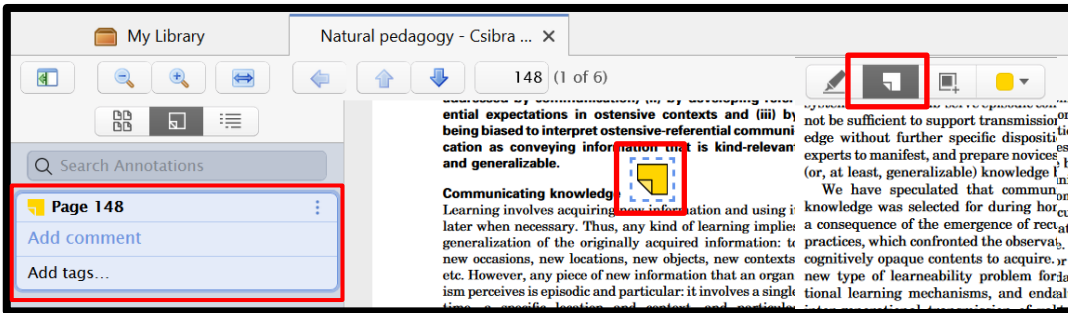 My Library
Natural pedagogy - Csibra ...
148 (1 of 6)
Search Annotations
Page 148
Add comment
Add tags...
ential expectations in ostensive contexts and (iii) by
being biased to interpret ostensive-referential communi
cation as conveying information that is kind-relevant
and generalizable.
Communicating knowledge
Learning involves acquiring new information and using i
later when necessary. Thus, any kind of learning implies
generalization of the originally acquired information: to
new occasions, new locations, new objects, new contexts
etc. However, any piece of new information that an organ
ism perceives is episodic and particular: it involves a single
not be sufficient to support transmission
edge without further specific dispositi
experts to manifest, and prepare novices
(or, at least, generalizable) knowledge
We have speculated that commun
knowledge was selected for during hor
a consequence of the emergence of recu
practices, which confronted the observa
cognitively opaque contents to acquire.
new type of learneability problem for
tional learning mechanisms, and enda